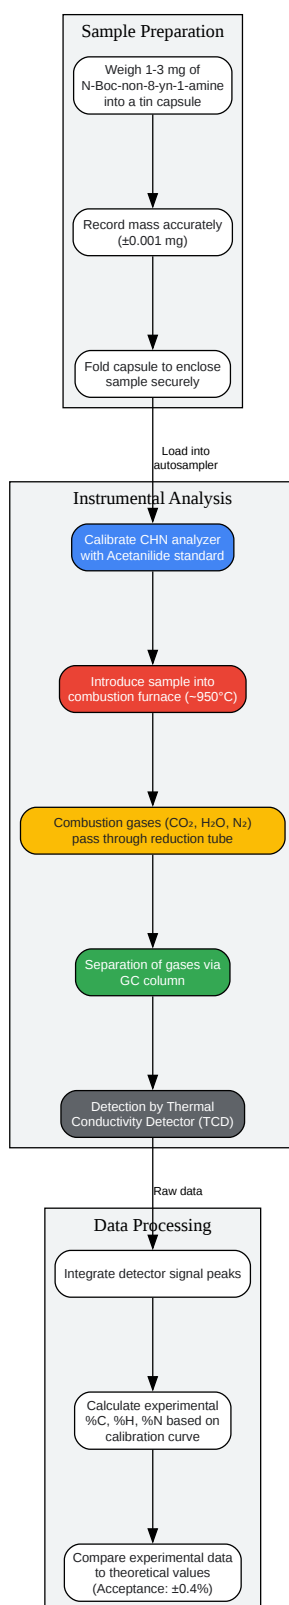 Sample Preparation
Weigh 1-3 mg of
N-Boc-non-8-yn-1-amine
into a tin capsule
Record mass accurately
(±0.001 mg)
Fold capsule to enclose
sample securely
Load into
autosampler
Instrumental Analysis
Calibrate CHN analyzer
with Acetanilide standard
Introduce sample into
combustion furnace (~950°C)
Combustion gases (CO₂, H₂O, N₂)
pass through reduction tube
Separation of gases via
GC column
Detection by Thermal
Conductivity Detector (TCD)
Raw data
Data Processing
Integrate detector signal peaks
Calculate experimental
%C, %H, %N based on
calibration curve
Compare experimental data
to theoretical values
(Acceptance: ±0.4%)